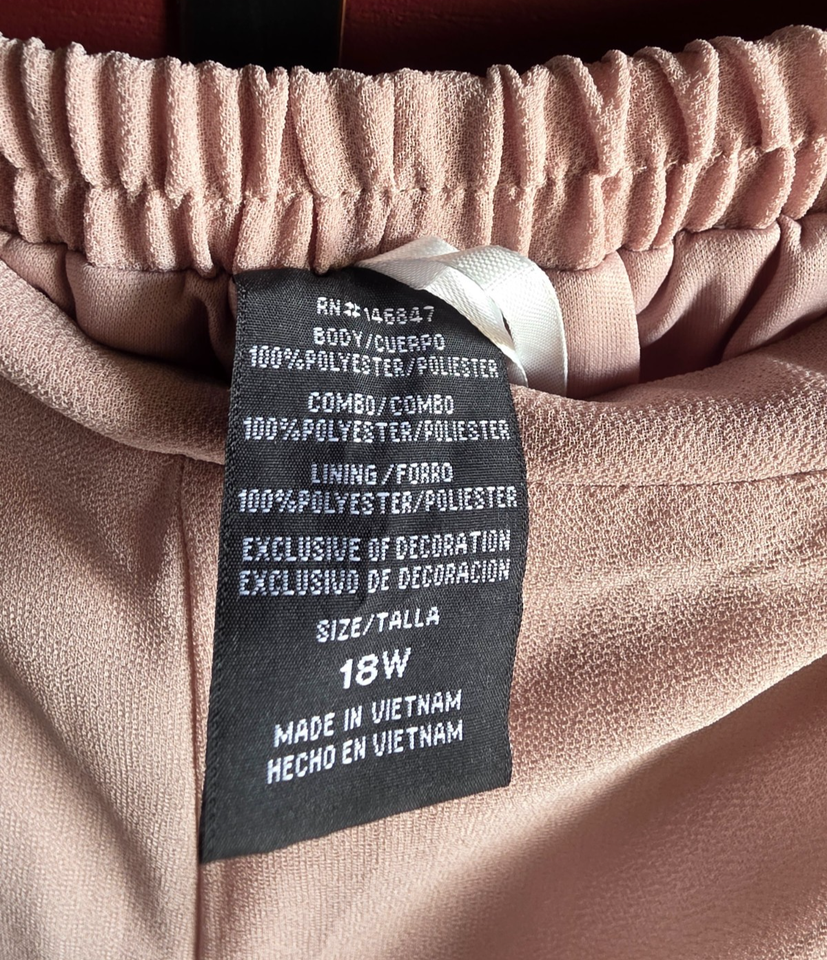 RN#146847
BODY/CUERPO
100%POLYESTER/POLIESTER
COMBO/COMBO
100%POLYESTER/POLIESTER
LINING/FORRO
100%POLYESTER/POLIESTER
EXCLUSIVE OF DECORATION
EXCLUSIVO DE DECORACIÓN
SIZE/TALLA
18W
MADE IN VIETNAM
HECHO EN VIETNAM